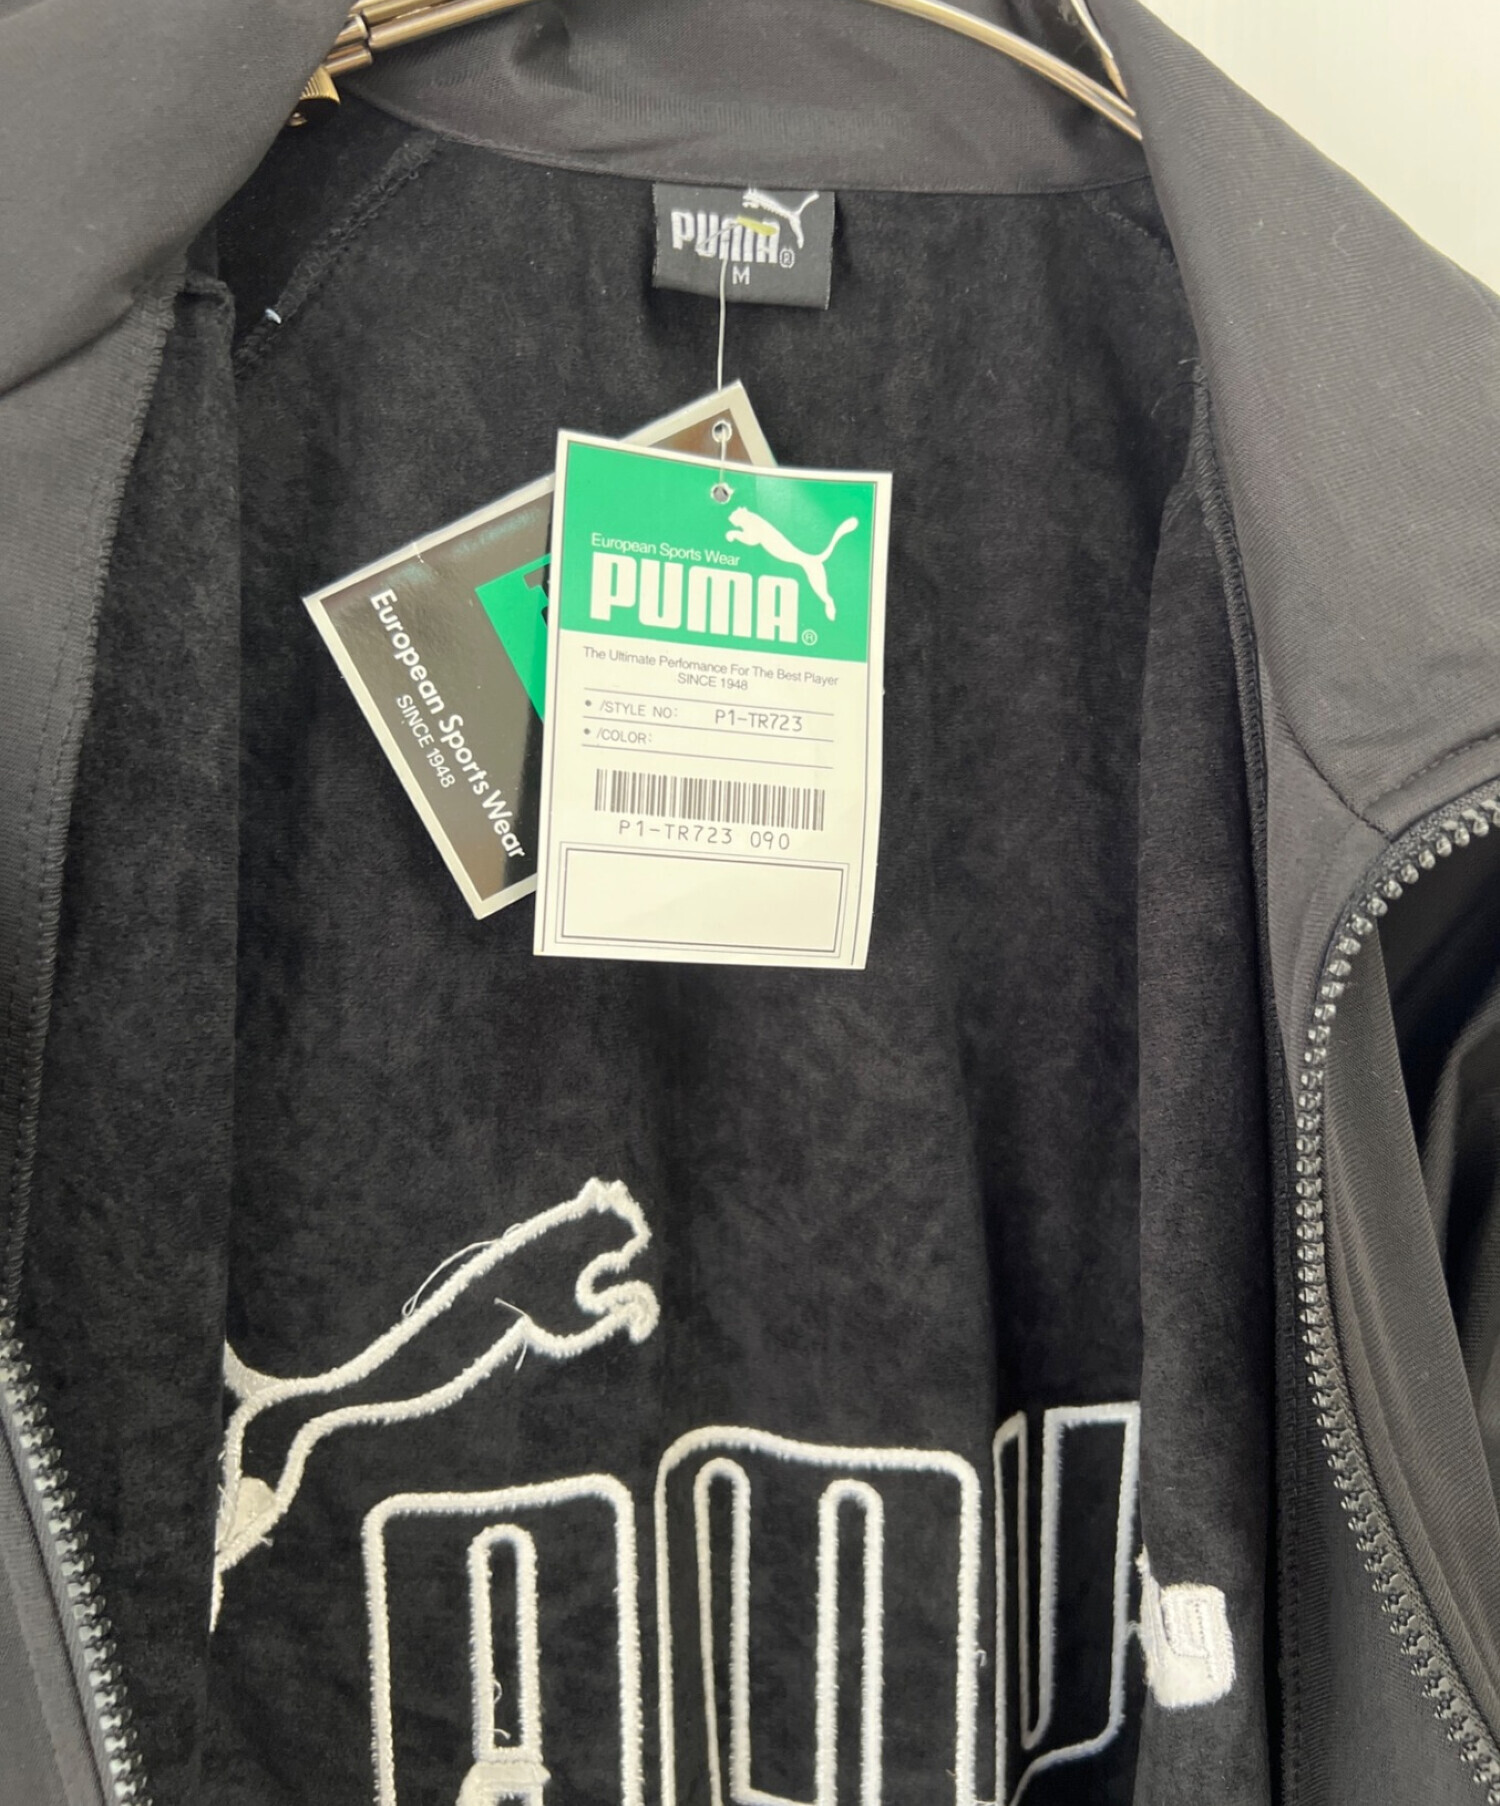 PUMA®
M
European Sports Wear
PUMA®
The Ultimate Perfomance For The Best Player
SINCE 1948
• /STYLE NO: P1-TR723
• /COLOR:
P1-TR723 090
European Sports Wear
SINCE 1948